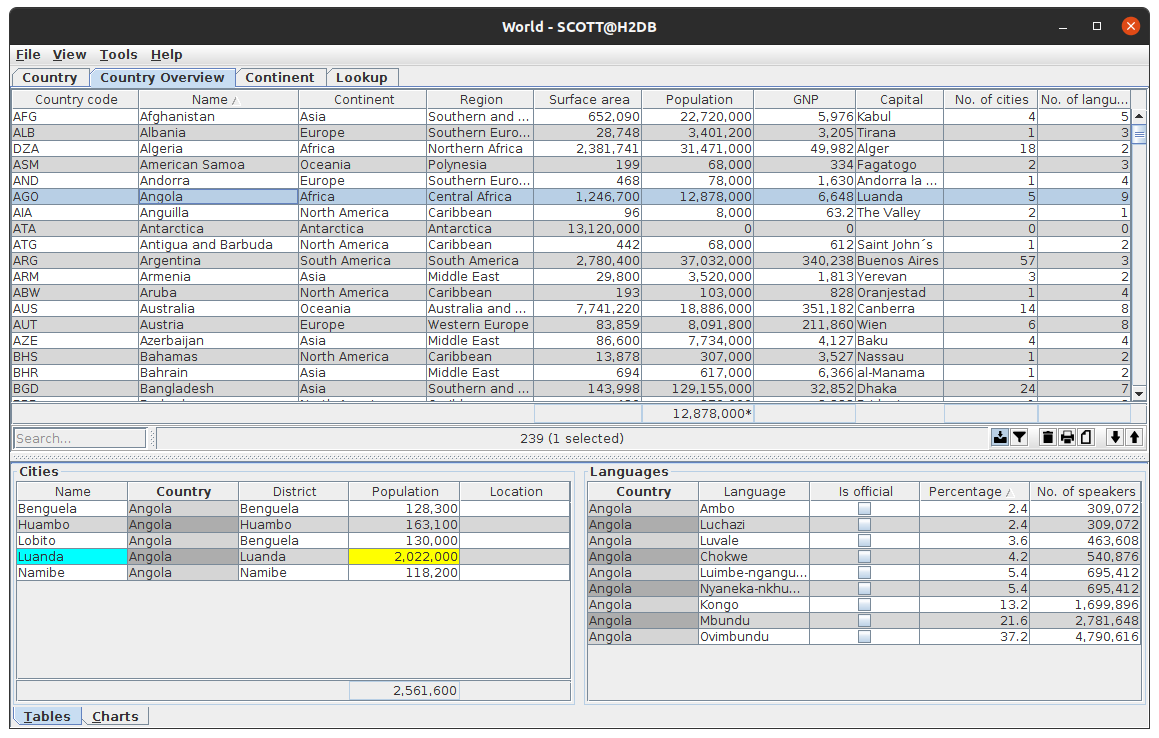 World - SCOTT@H2DB
File View Tools Help
Country Country Overview Continent Lookup
Country code Name Continent Region Surface area Population GNP Capital No. of cities No. of langu...
AFG Afghanistan Asia Southern and ... 652,090 22,720,000 5,976 Kabul 4 5
ALB Albania Europe Southern Euro... 28,748 3,401,200 3,205 Tirana 1 3
DZA Algeria Africa Northern Africa 2,381,741 31,471,000 49,982 Alger 18 2
ASM American Samoa Oceania Polynesia 199 68,000 334 Fagatogo 2 3
AND Andorra Europe Southern Euro... 468 78,000 1,630 Andorra la ... 1 4
AGO Angola Africa Central Africa 1,246,700 12,878,000 6,648 Luanda 5 9
AIA Anguilla North America Caribbean 96 8,000 63.2 The Valley 2 1
ATA Antarctica Antarctica Antarctica 13,120,000 0 0 0 0
ATG Antigua and Barbuda North America Caribbean 442 68,000 612 Saint John´s 1 2
ARG Argentina South America South America 2,780,400 37,032,000 340,238 Buenos Aires 57 3
ARM Armenia Asia Middle East 29,800 3,520,000 1,813 Yerevan 3 2
ABW Aruba North America Caribbean 193 103,000 828 Oranjestad 1 4
AUS Australia Oceania Australia and ... 7,741,220 18,886,000 351,182 Canberra 14 8
AUT Austria Europe Western Europe 83,859 8,091,800 211,860 Wien 6 8
AZE Azerbaijan Asia Middle East 86,600 7,734,000 4,127 Baku 4 4
BHS Bahamas North America Caribbean 13,878 307,000 3,527 Nassau 1 2
BHR Bahrain Asia Middle East 694 617,000 6,366 al-Manama 1 2
BGD Bangladesh Asia Southern and ... 143,998 129,155,000 32,852 Dhaka 24 7
12,878,000*
Search... 239 (1 selected)
Cities
Name Country District Population Location
Benguela Angola Benguela 128,300
Huambo Angola Huambo 163,100
Lobito Angola Benguela 130,000
Luanda Angola Luanda 2,022,000
Namibe Angola Namibe 118,200
2,561,600
Languages
Country Language Is official Percentage No. of speakers
Angola Ambo 2.4 309,072
Angola Luchazi 2.4 309,072
Angola Luvale 3.6 463,608
Angola Chokwe 4.2 540,876
Angola Luimbe-ngangu... 5.4 695,412
Angola Nyaneka-nkhu... 5.4 695,412
Angola Kongo 13.2 1,699,896
Angola Mbundu 21.6 2,781,648
Angola Ovimbundu 37.2 4,790,616
Tables Charts